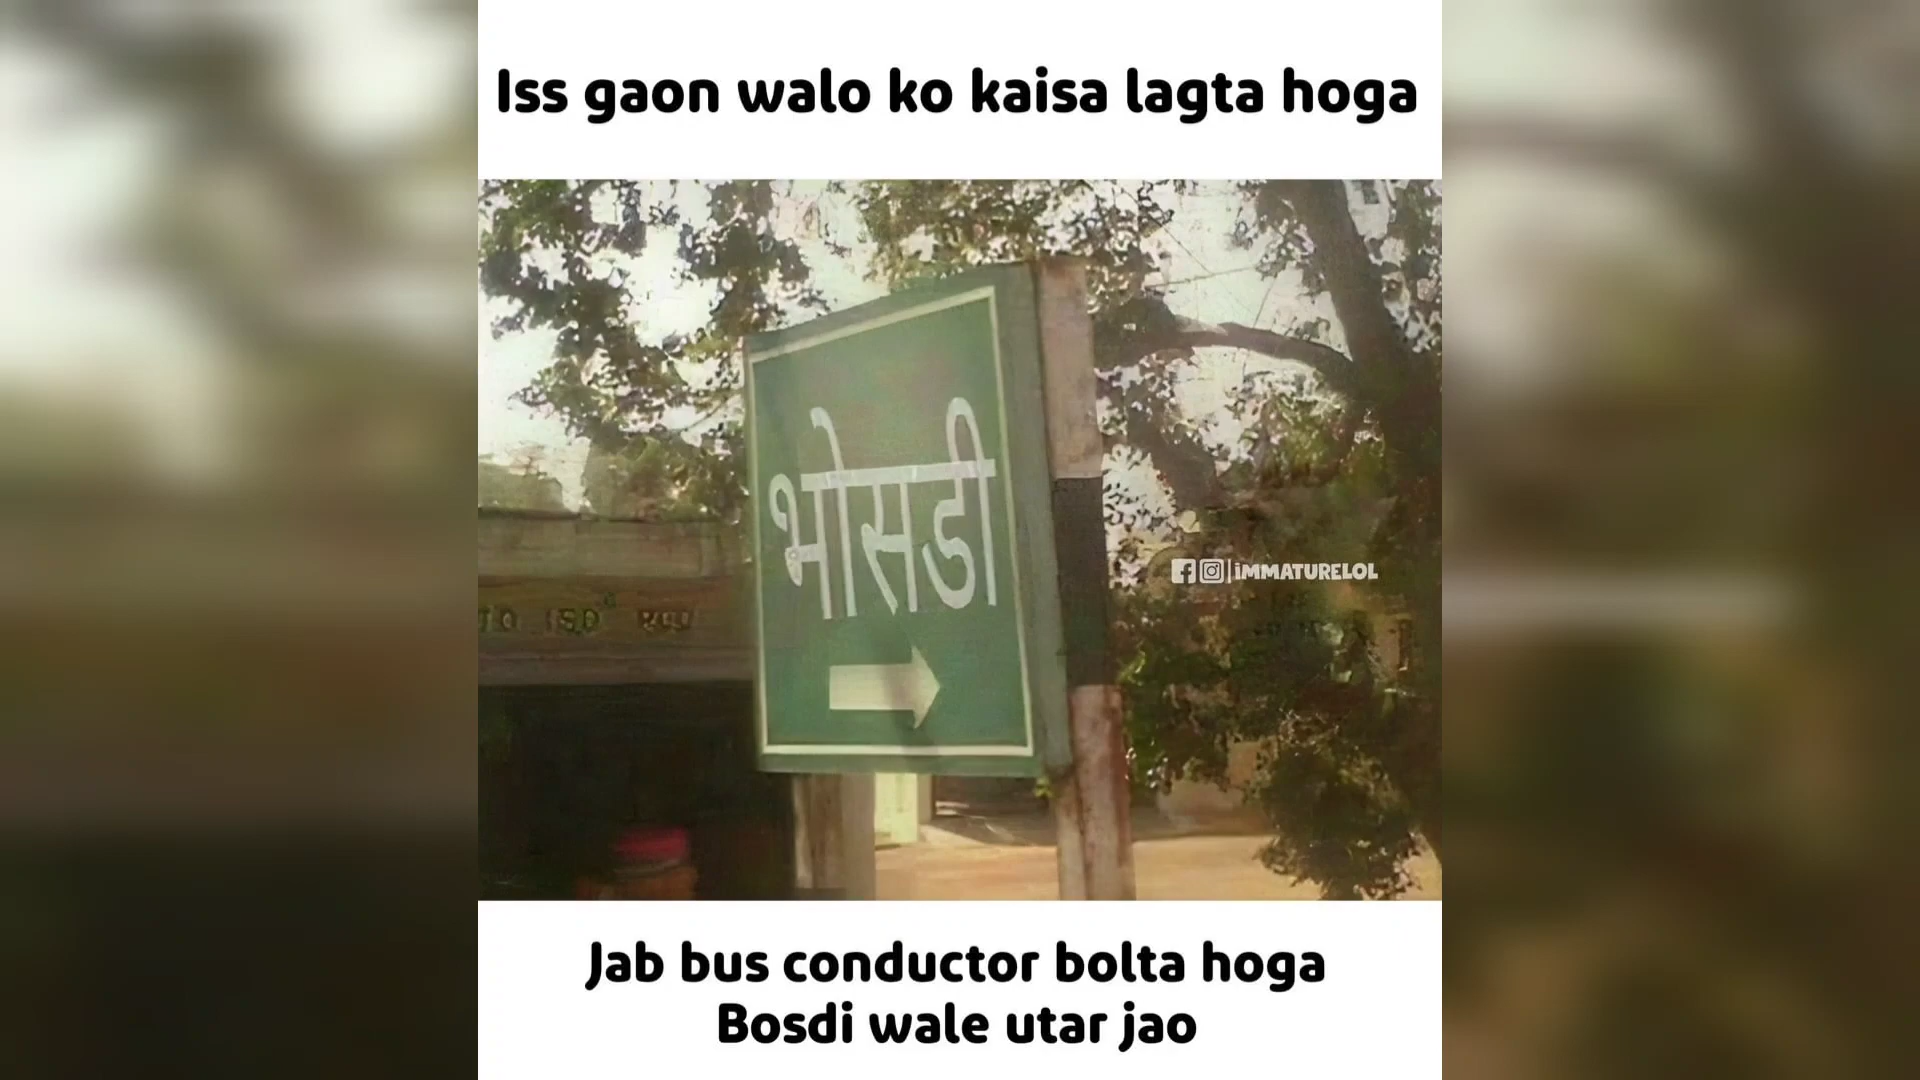 Iss gaon walo ko kaisa lagta hoga
भोसडी
iMMATURELOL
Jab bus conductor bolta hoga
Bosdi wale utar jao